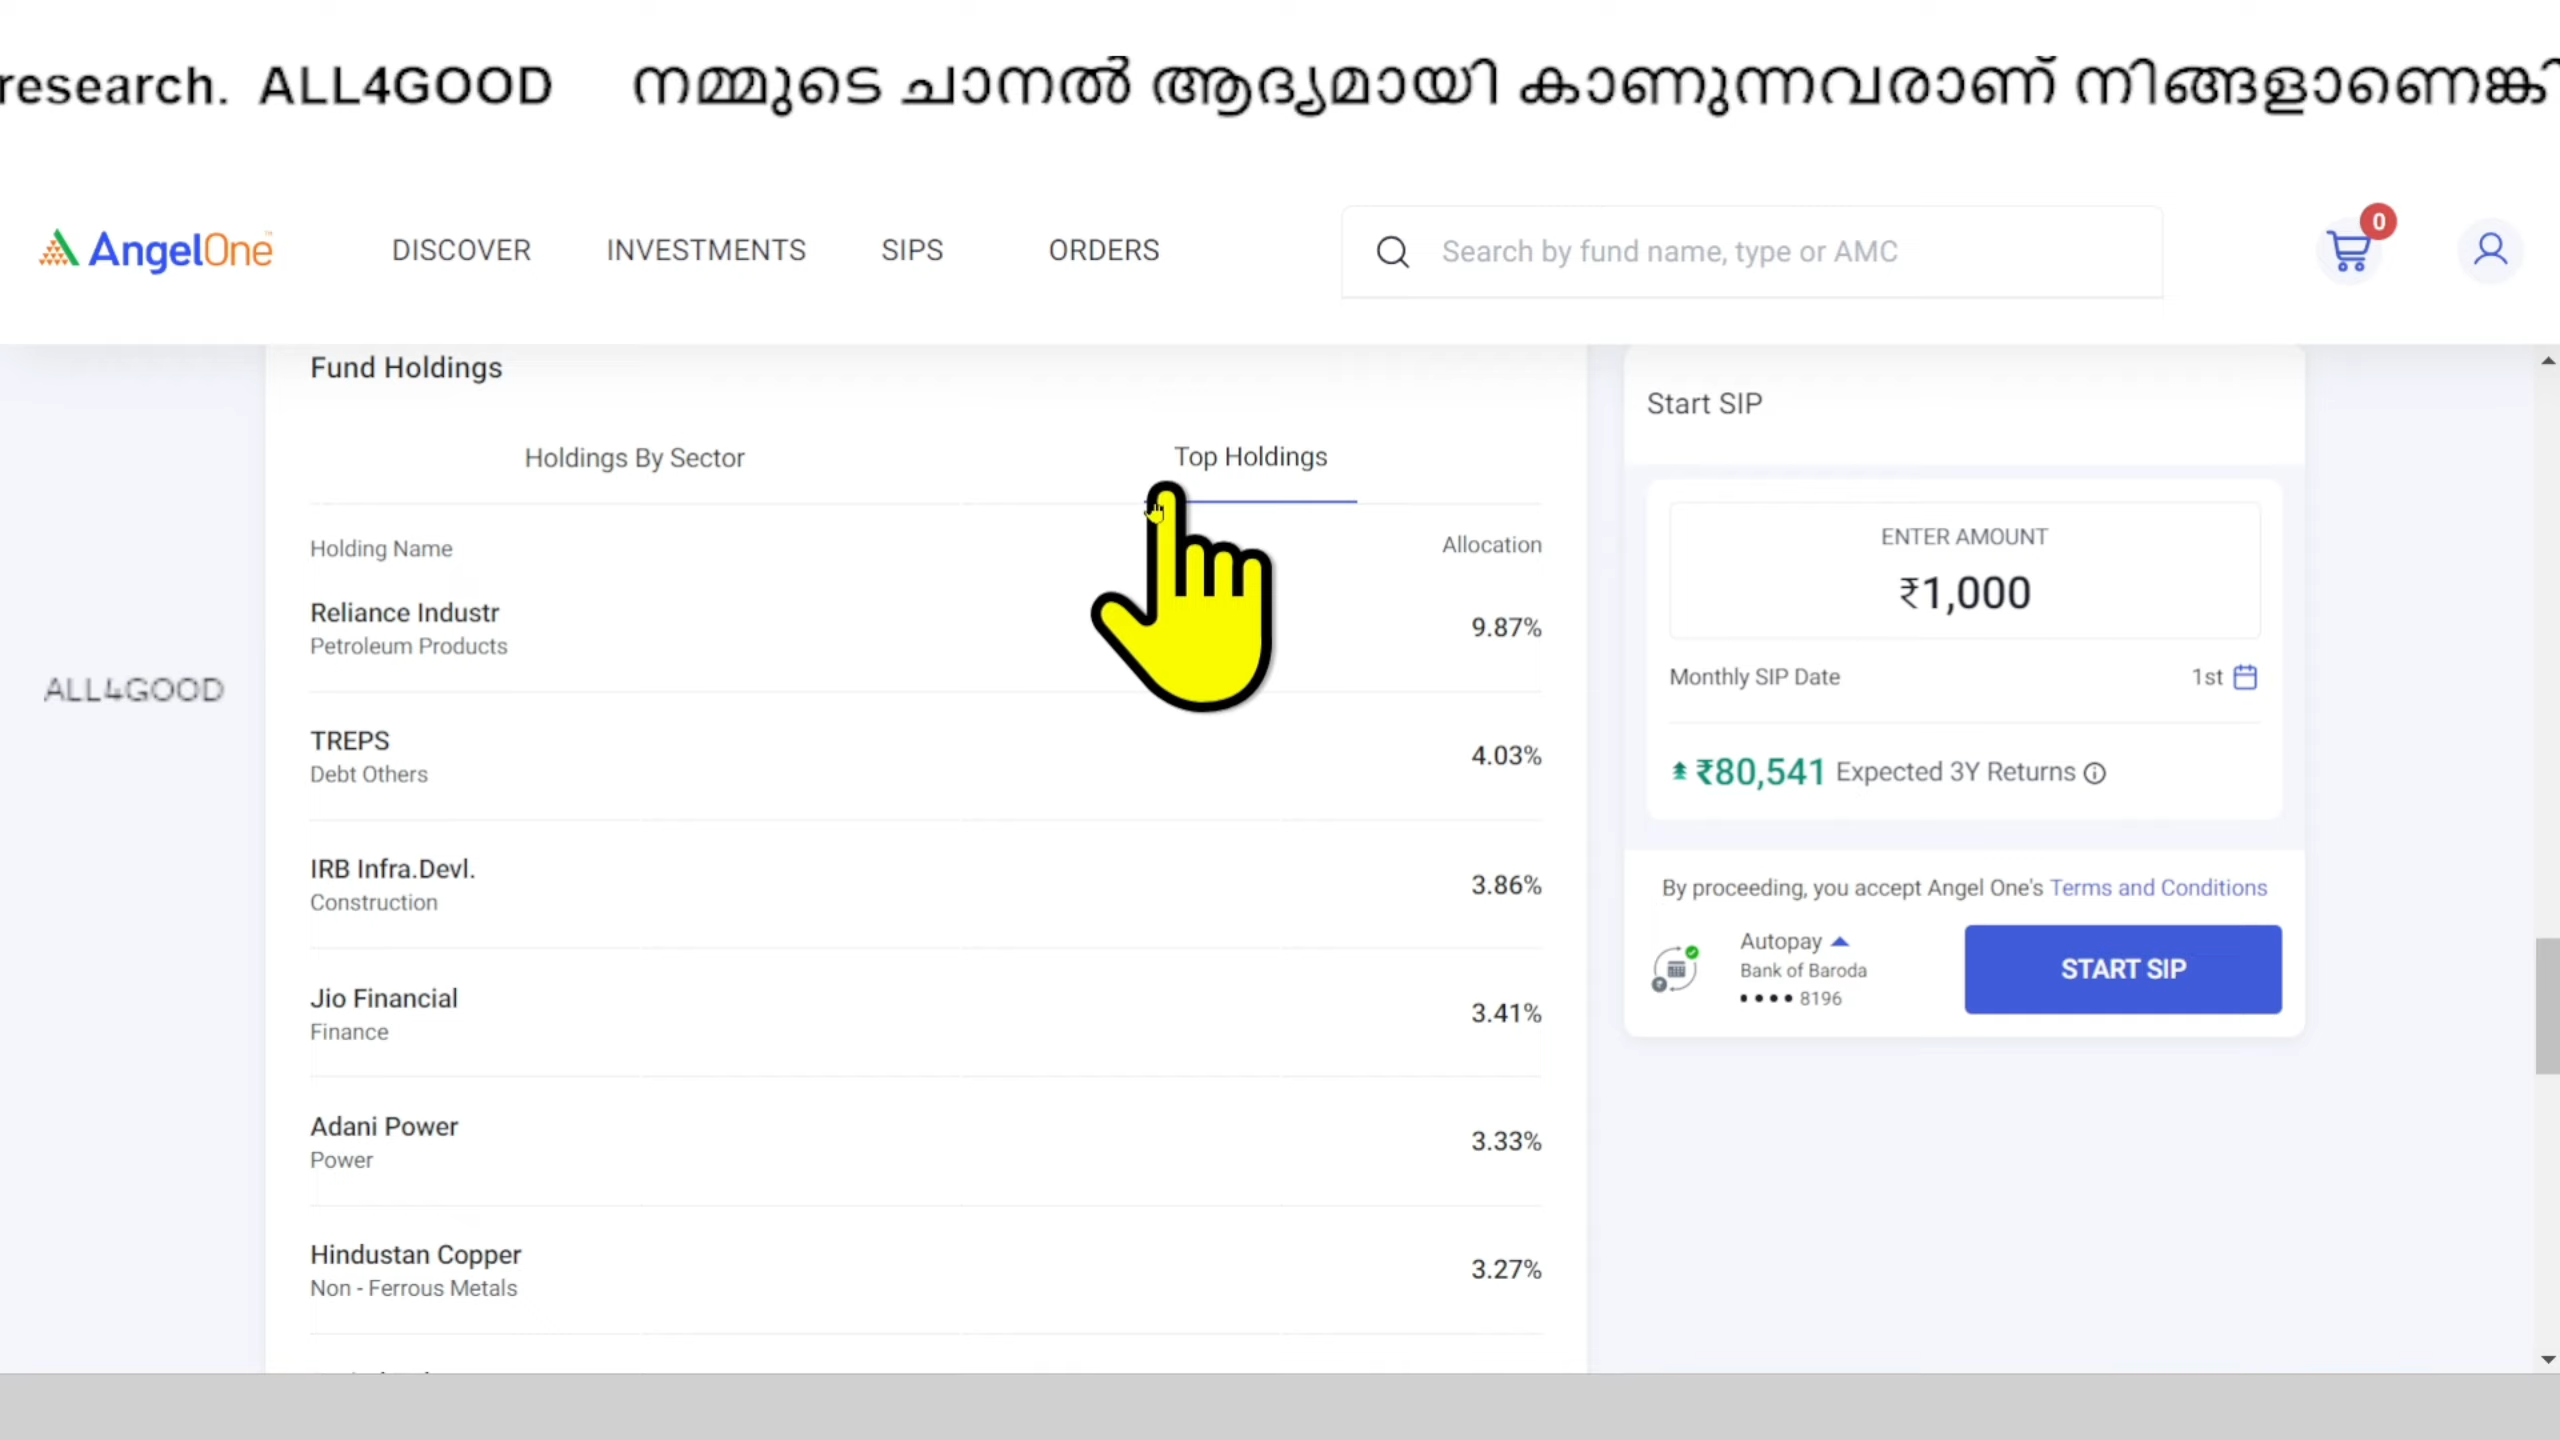 research. ALL4GOOD നമ്മുടെ ചാനൽ ആദ്യമായി കാണുന്നവരാണ് നിങ്ങളാണെങ്കി
AngelOne
DISCOVER
INVESTMENTS
SIPS
ORDERS
Search by fund name, type or AMC
0
Fund Holdings
Holdings By Sector
Top Holdings
Holding Name
Allocation
Reliance Industr
Petroleum Products
9.87%
TREPS
Debt Others
4.03%
IRB Infra.Devl.
Construction
3.86%
Jio Financial
Finance
3.41%
Adani Power
Power
3.33%
Hindustan Copper
Non - Ferrous Metals
3.27%
ALL4GOOD
Start SIP
ENTER AMOUNT
₹1,000
Monthly SIP Date
1st
₹80,541 Expected 3Y Returns
By proceeding, you accept Angel One's Terms and Conditions
Autopay
Bank of Baroda
•••• 8196
START SIP